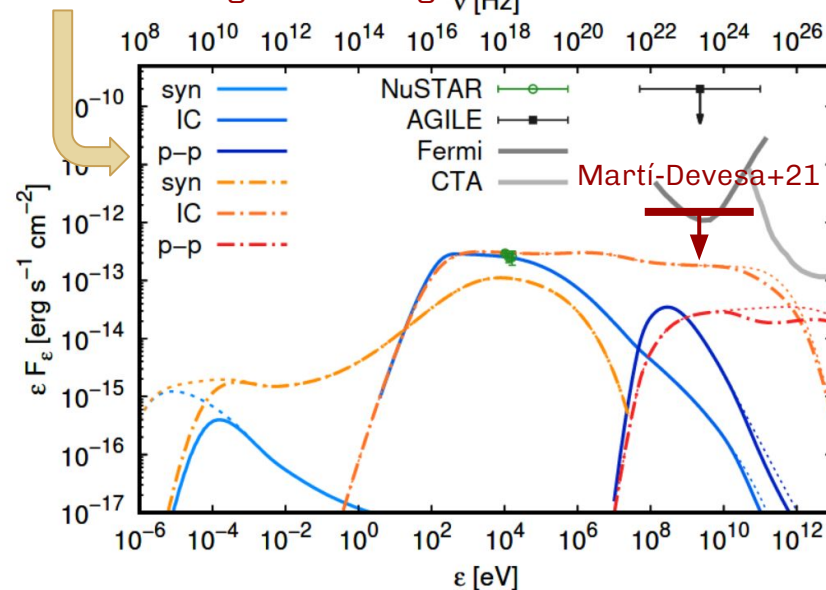 ν [Hz]
10^8 10^10 10^12 10^14 10^16 10^18 10^20 10^22 10^24 10^26
syn
IC
p–p
syn
IC
p–p
NuSTAR
AGILE
Fermi
CTA
Martí-Devesa+21
ε F_ε [erg s^-1 cm^-2]
10^-12
10^-13
10^-14
10^-15
10^-16
10^-17
10^-6 10^-4 10^-2 10^0 10^2 10^4 10^6 10^8 10^10 10^12
ε [eV]